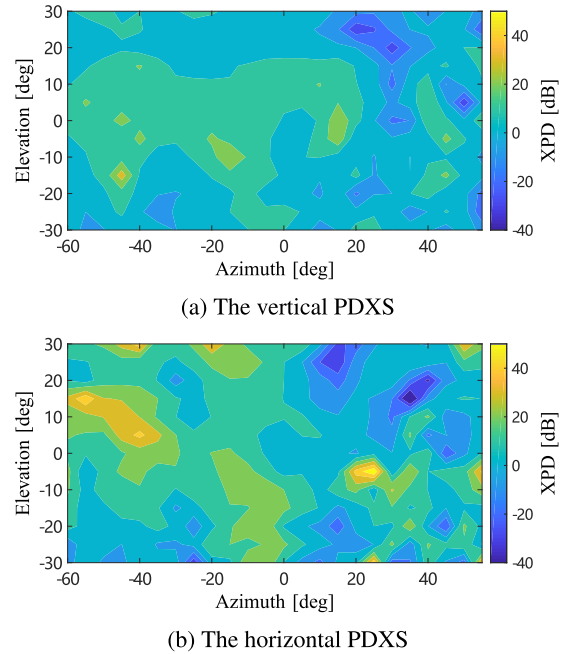 30
20
10
0
-10
-20
-30
Elevation [deg]
-60 -40 -20 0 20 40
Azimuth [deg]
40
20
0
-20
-40
XPD [dB]
(a) The vertical PDXS
30
20
10
0
-10
-20
-30
Elevation [deg]
-60 -40 -20 0 20 40
Azimuth [deg]
40
20
0
-20
-40
XPD [dB]
(b) The horizontal PDXS